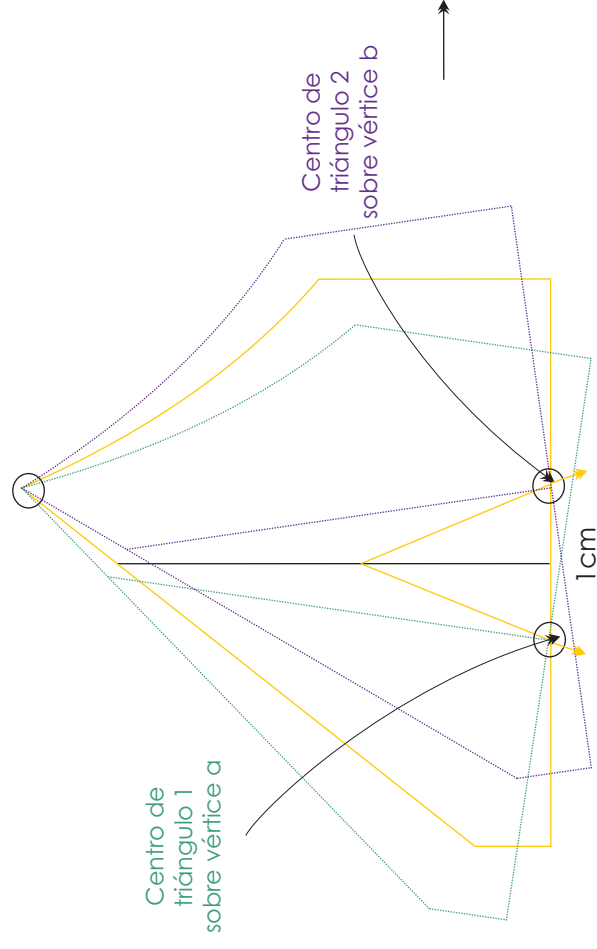 Centro de
triángulo 1
sobre vértice a
Centro de
triángulo 2
sobre vértice b
1cm